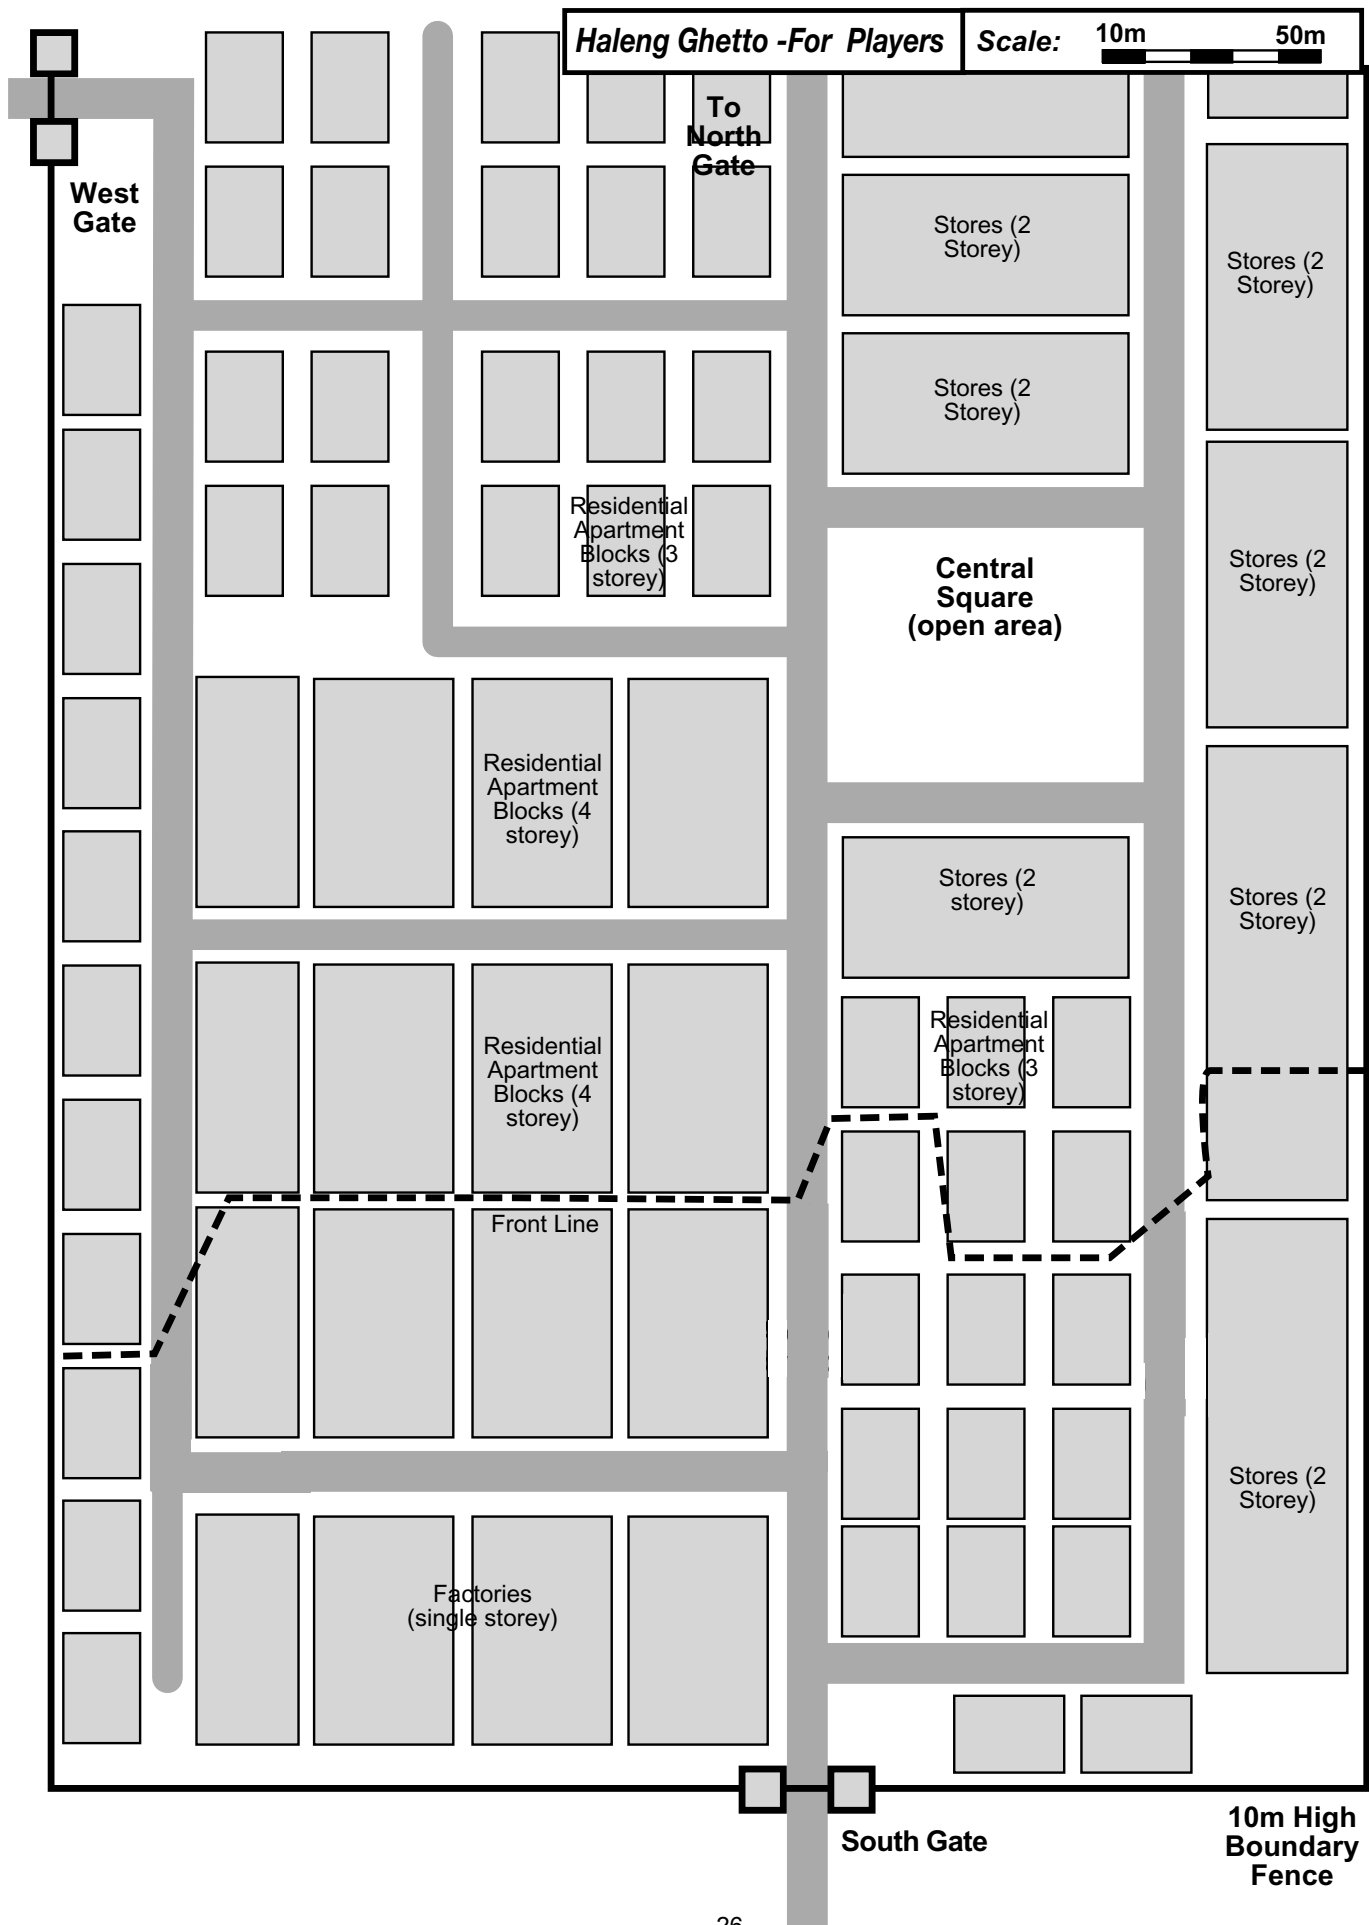 Haleng Ghetto -For Players
Scale:
10m
50m
To
North
Gate
West
Gate
Stores (2
Storey)
Stores (2
Storey)
Stores (2
Storey)
Residential
Apartment
Blocks (3
storey)
Central
Square
(open area)
Stores (2
Storey)
Residential
Apartment
Blocks (4
storey)
Stores (2
storey)
Stores (2
Storey)
Residential
Apartment
Blocks (4
storey)
Residential
Apartment
Blocks (3
storey)
Front Line
Stores (2
Storey)
Factories
(single storey)
South Gate
10m High
Boundary
Fence
26